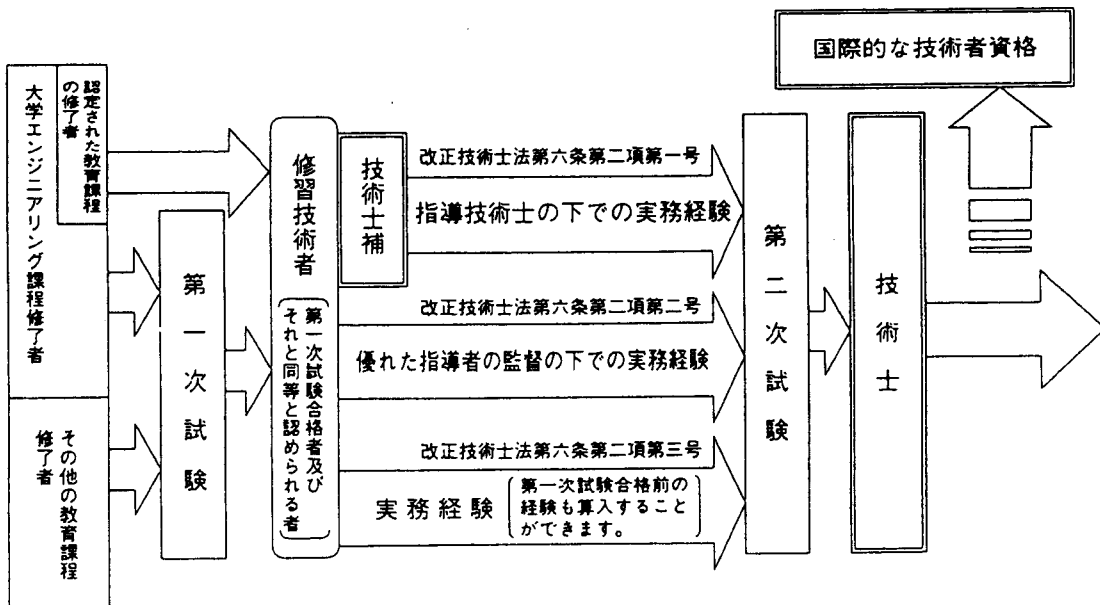 国際的な技術者資格
大学エンジニアリング課程修了者
認定された教育課程
の修了者
その他の教育課程
修了者
第一次試験
修習技術者
第一次試験合格者及び
それと同等と認められる者
技術士補
改正技術士法第六条第二項第一号
指導技術士の下での実務経験
改正技術士法第六条第二項第二号
優れた指導者の監督の下での実務経験
改正技術士法第六条第二項第三号
実務経験
第一次試験合格前の
経験も算入すること
ができます。
第二次試験
技術士